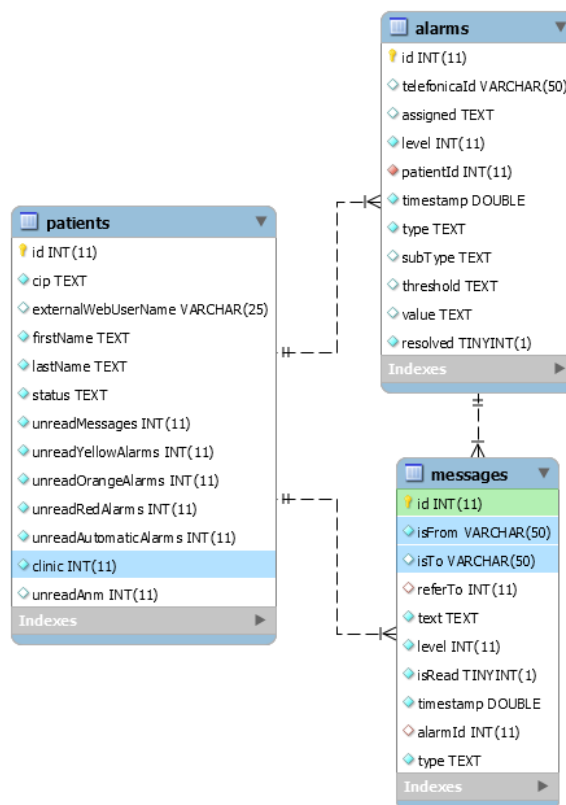 alarms
id INT(11)
telefonicaId VARCHAR(50)
assigned TEXT
level INT(11)
patientId INT(11)
timestamp DOUBLE
type TEXT
subType TEXT
threshold TEXT
value TEXT
resolved TINYINT(1)
Indexes
patients
id INT(11)
cip TEXT
externalWebUserName VARCHAR(25)
firstName TEXT
lastName TEXT
status TEXT
unreadMessages INT(11)
unreadYellowAlarms INT(11)
unreadOrangeAlarms INT(11)
unreadRedAlarms INT(11)
unreadAutomaticAlarms INT(11)
clinic INT(11)
unreadAnm INT(11)
Indexes
messages
id INT(11)
isFrom VARCHAR(50)
isTo VARCHAR(50)
referTo INT(11)
text TEXT
level INT(11)
isRead TINYINT(1)
timestamp DOUBLE
alarmId INT(11)
type TEXT
Indexes